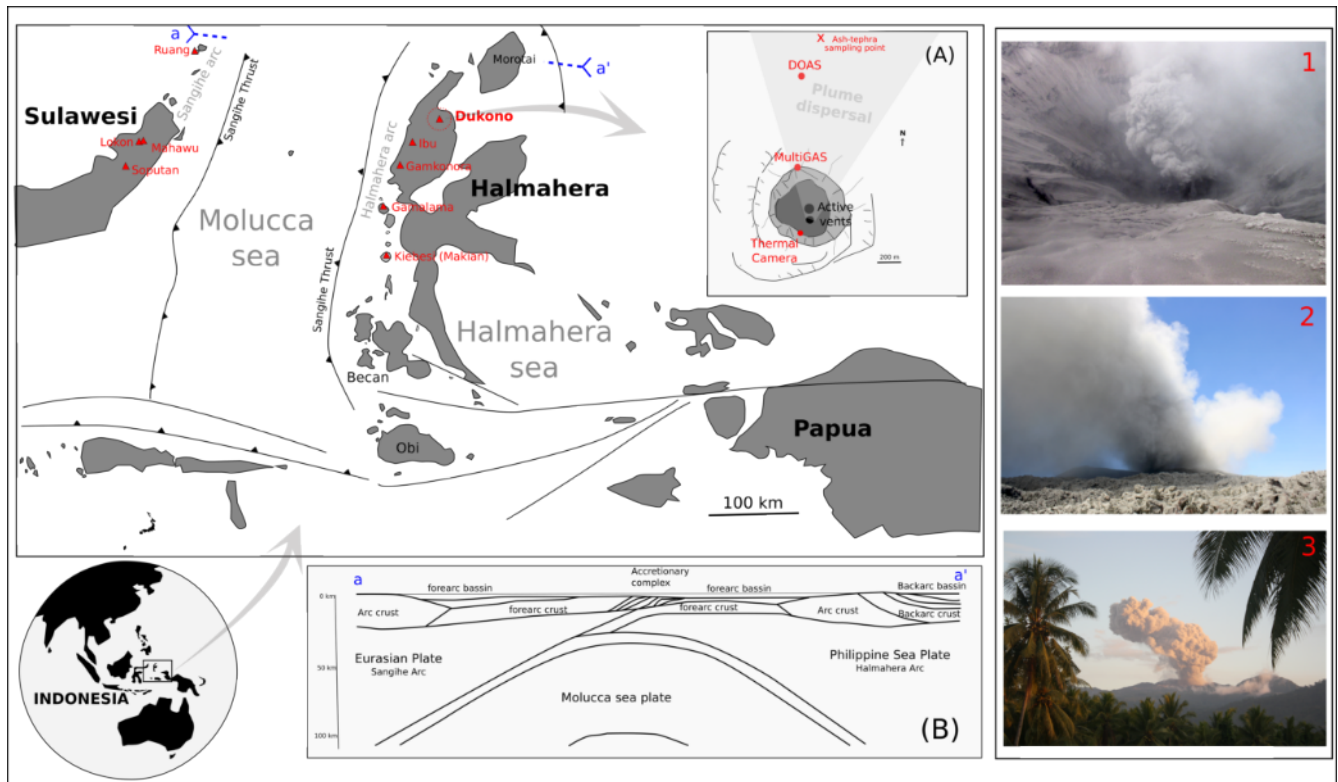 a
Ruang
Sangihe arc
Sangihe Thrust
Sulawesi
Lokon
Mahawu
Soputan
Molucca
sea
Morotai
a'
Dukono
Ibu
Gamkonora
Halmahera arc
Halmahera
Gamalama
Kiebesi (Makian)
Sangihe Thrust
Halmahera
sea
Becan
Obi
Papua
100 km
(A)
X
Ash-tephra
sampling point
DOAS
Plume
dispersal
N
MultiGAS
Active
vents
Thermal
Camera
200 m
INDONESIA
a
a'
forearc bassin
Accretionary
complex
forearc bassin
Backarc bassin
0 km
Arc crust
forearc crust
forearc crust
Arc crust
Backarc crust
Eurasian Plate
Sangihe Arc
Philippine Sea Plate
Halmahera Arc
50 km
Molucca sea plate
100 km
(B)
1
2
3